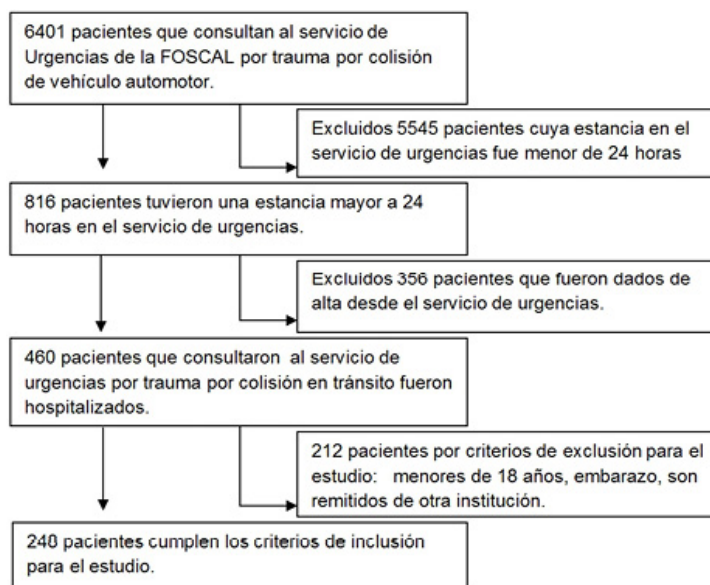 6401 pacientes que consultan al servicio de
Urgencias de la FOSCAL por trauma por colisión
de vehículo automotor.
Excluidos 5545 pacientes cuya estancia en el
servicio de urgencias fue menor de 24 horas
816 pacientes tuvieron una estancia mayor a 24
horas en el servicio de urgencias.
Excluidos 356 pacientes que fueron dados de
alta desde el servicio de urgencias.
460 pacientes que consultaron al servicio de
urgencias por trauma por colisión en tránsito fueron
hospitalizados.
212 pacientes por criterios de exclusión para el
estudio: menores de 18 años, embarazo, son
remitidos de otra institución.
248 pacientes cumplen los criterios de inclusión
para el estudio.